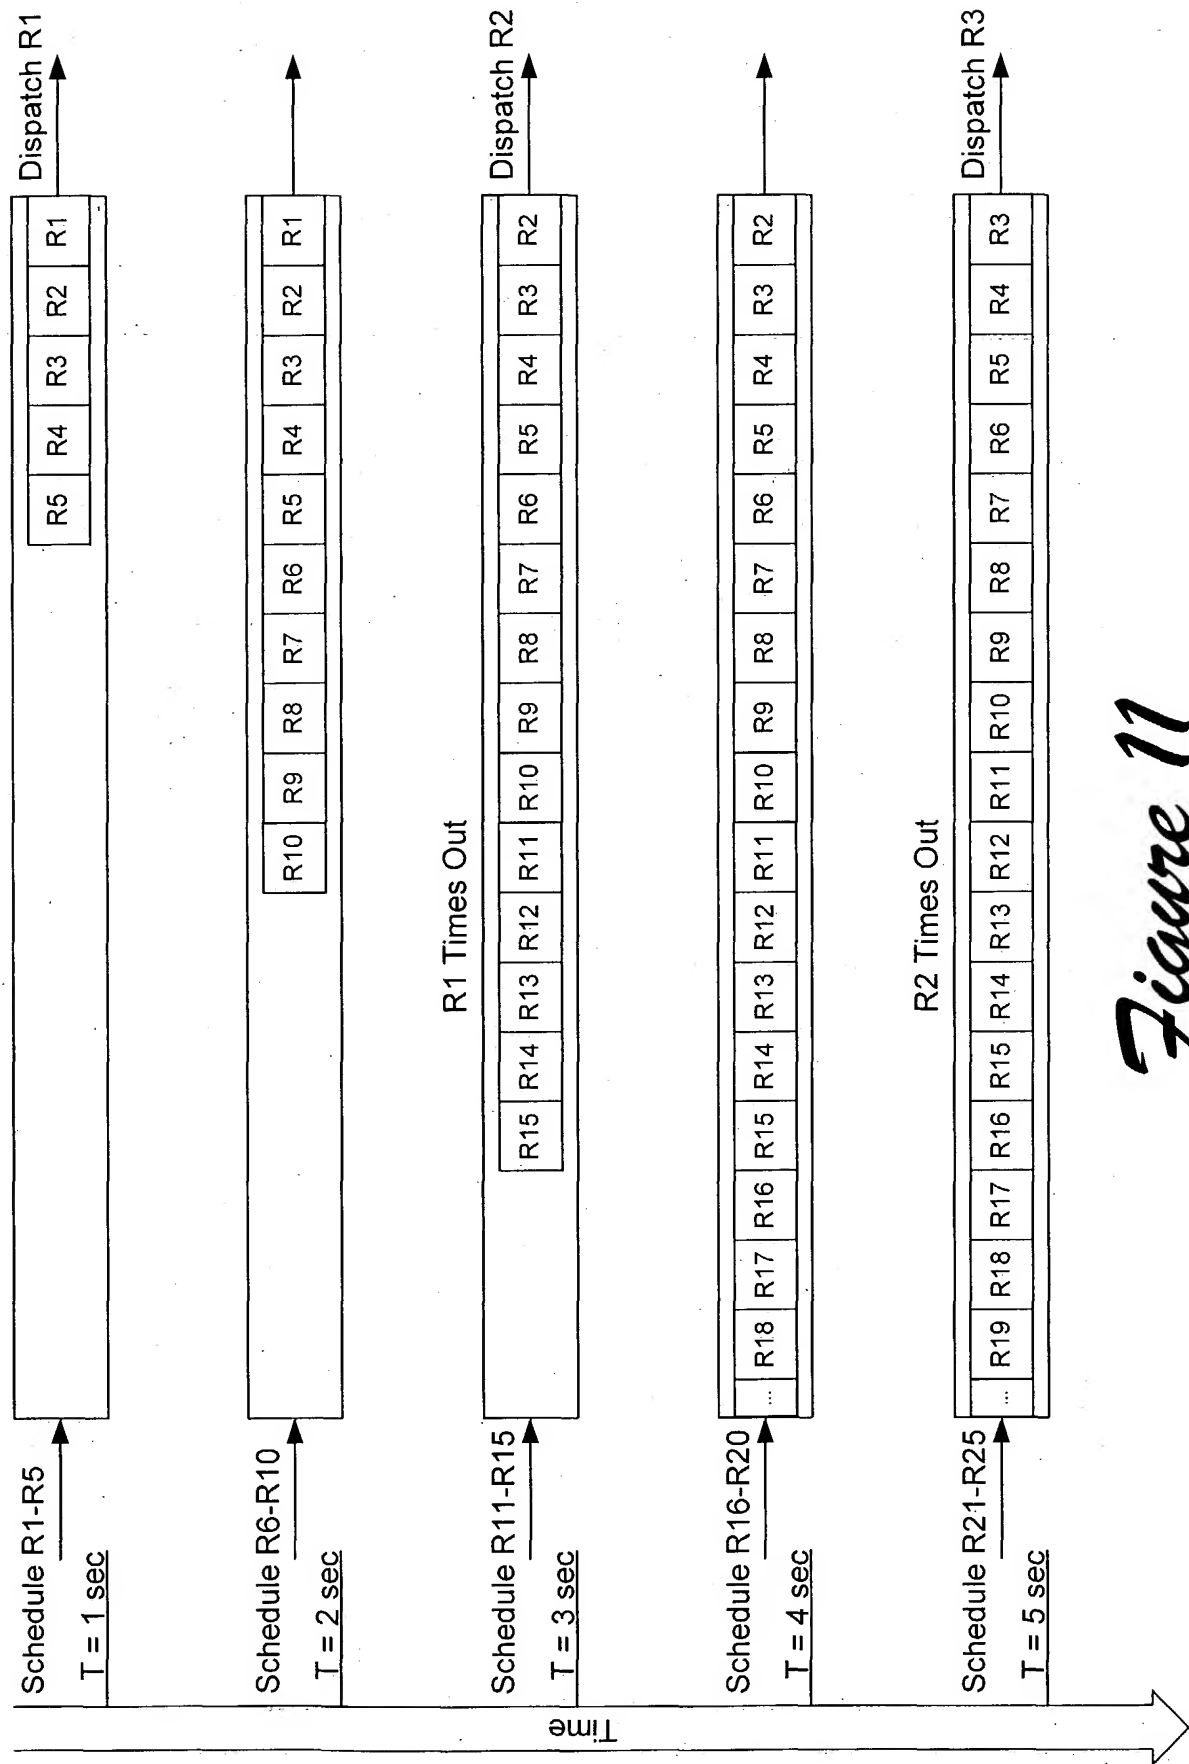 Time
Schedule R1-R5
T = 1 sec
R5 R4 R3 R2 R1
Dispatch R1
Schedule R6-R10
T = 2 sec
R10 R9 R8 R7 R6 R5 R4 R3 R2 R1
R1 Times Out
Schedule R11-R15
T = 3 sec
R15 R14 R13 R12 R11 R10 R9 R8 R7 R6 R5 R4 R3 R2
Dispatch R2
Schedule R16-R20
T = 4 sec
... R18 R17 R16 R15 R14 R13 R12 R11 R10 R9 R8 R7 R6 R5 R4 R3 R2
R2 Times Out
Schedule R21-R25
T = 5 sec
... R19 R18 R17 R16 R15 R14 R13 R12 R11 R10 R9 R8 R7 R6 R5 R4 R3
Dispatch R3
Figure 11